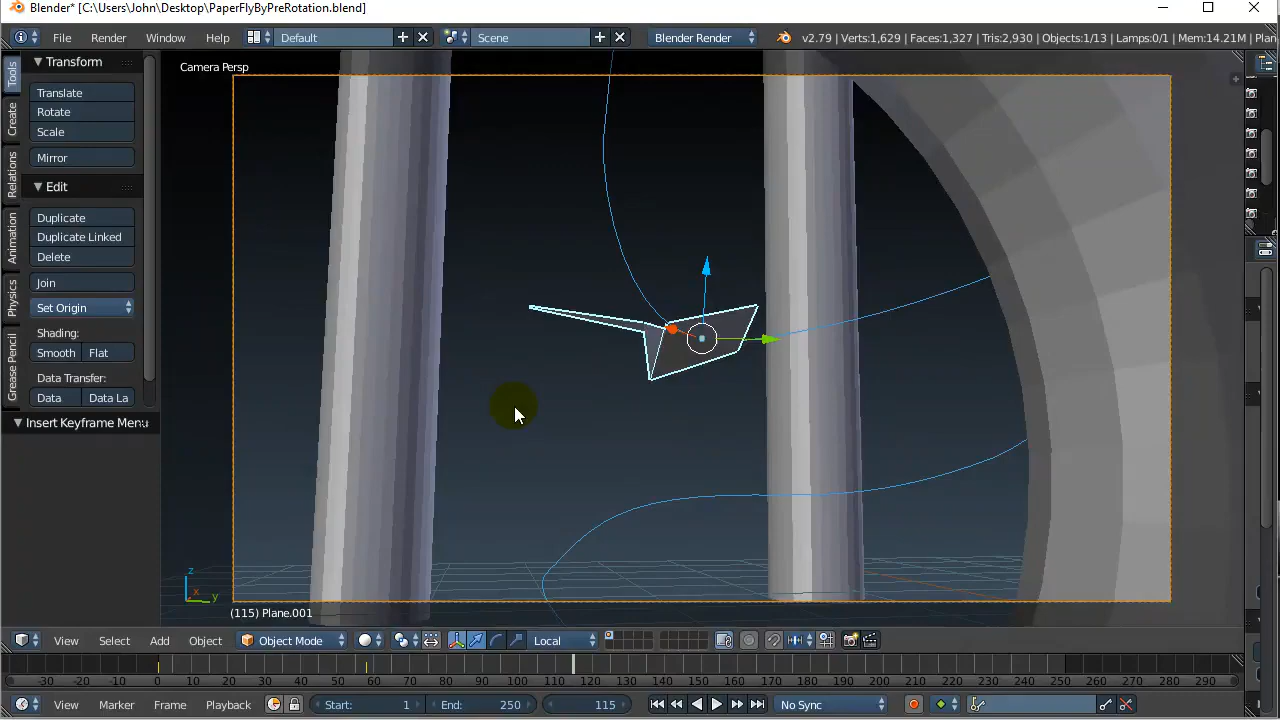 Blender* [C:\Users\John\Desktop\PaperFlyByPreRotation.blend]
File Render Window Help Default Scene Blender Render v2.79 | Verts:1,629 | Faces:1,327 | Tris:2,930 | Objects:1/13 | Lamps:0/1 | Mem:14.21M | Plan
Tools
Create
Relations
Animation
Physics
Grease Pencil
Transform
Translate
Rotate
Scale
Mirror
Edit
Duplicate
Duplicate Linked
Delete
Join
Set Origin
Shading:
Smooth Flat
Data Transfer:
Data Data La
Insert Keyframe Menu
Camera Persp
z
x
y
(115) Plane.001
View Select Add Object Object Mode Local
-30 -20 -10 0 10 20 30 40 50 60 70 80 90 100 110 120 130 140 150 160 170 180 190 200 210 220 230 240 250 260 270 280 290
View Marker Frame Playback Start: 1 End: 250 115 No Sync